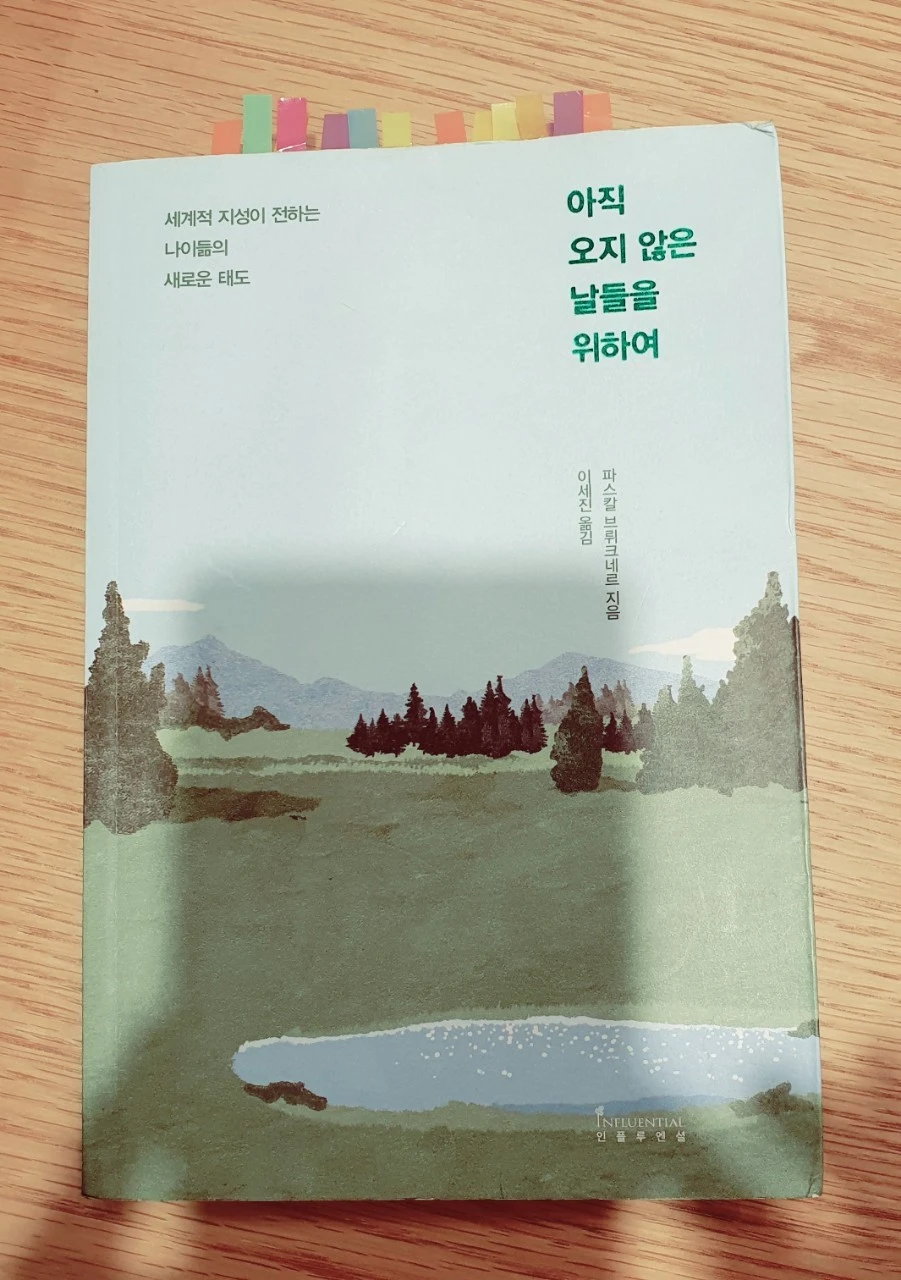 세계적 지성이 전하는
나이듦의
새로운 태도
아직
오지 않은
날들을
위하여
파스칼 브뤼크네르 지음
이세진 옮김
INFLUENTIAL
인플루엔셜